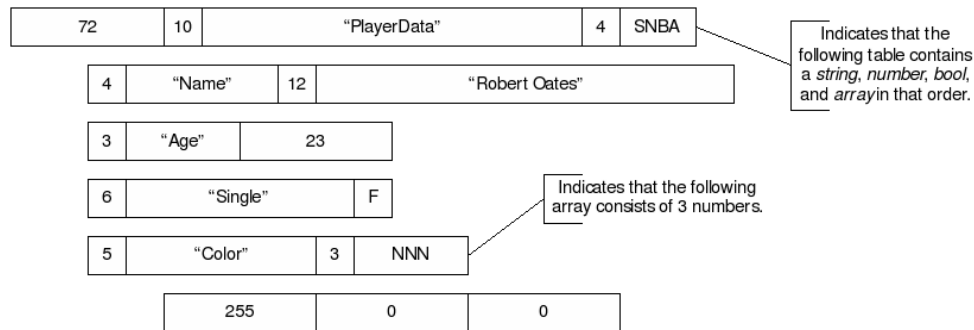 72 10 “PlayerData” 4 SNBA
Indicates that the
following table contains
a string, number, bool,
and arrayin that order.
4 “Name” 12 “Robert Oates”
3 “Age” 23
6 “Single” F
Indicates that the following
array consists of 3 numbers.
5 “Color” 3 NNN
255 0 0